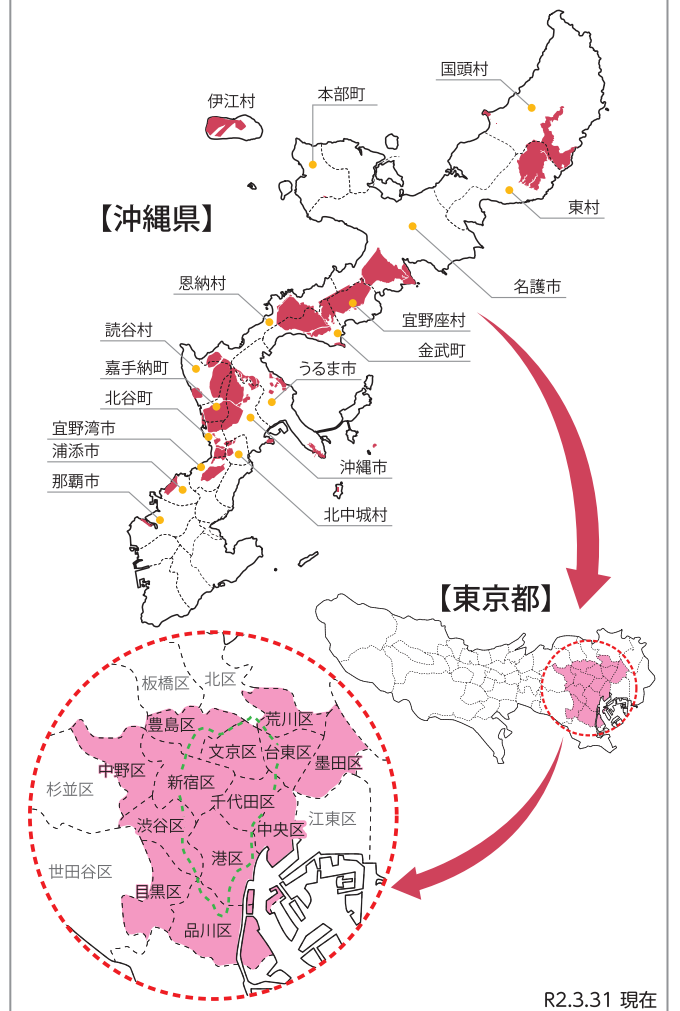 国頭村
本部町
伊江村
東村
【沖縄県】
名護市
恩納村
宜野座村
読谷村
金武町
嘉手納町
うるま市
北谷町
宜野湾市
浦添市
沖縄市
那覇市
北中城村
【東京都】
板橋区
北区
豊島区
荒川区
文京区
台東区
墨田区
中野区
杉並区
新宿区
千代田区
江東区
渋谷区
中央区
港区
世田谷区
目黒区
品川区
R2.3.31 現在